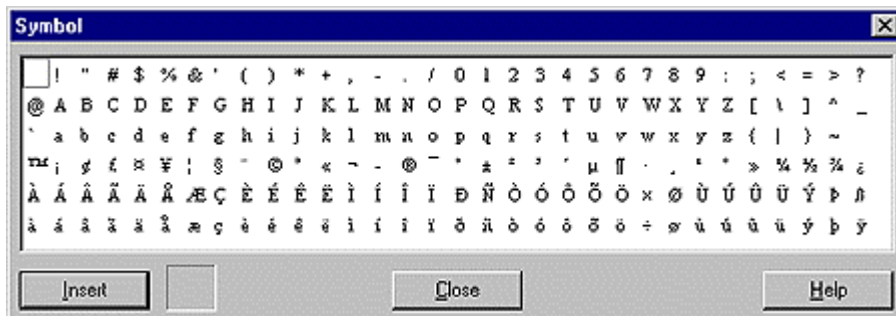 Symbol
! " # $ % & ' ( ) * + , - . / 0 1 2 3 4 5 6 7 8 9 : ; < = > ?
@ A B C D E F G H I J K L M N O P Q R S T U V W X Y Z [ \ ] ^ _
` a b c d e f g h i j k l m n o p q r s t u v w x y z { | } ~
™ ¡ ¢ £ ¤ ¥ ¦ § ¨ © ª « ¬ - ® ¯ ° ± ² ³ ´ µ ¶ · ¸ ¹ º » ¼ ½ ¾ ¿
À Á Â Ã Ä Å Æ Ç È É Ê Ë Ì Í Î Ï Ð Ñ Ò Ó Ô Õ Ö × Ø Ù Ú Û Ü Ý Þ ß
à á â ã ä å æ ç è é ê ë ì í î ï ð ñ ò ó ô õ ö ÷ ø ù ú û ü ý þ ÿ
Insert Close Help